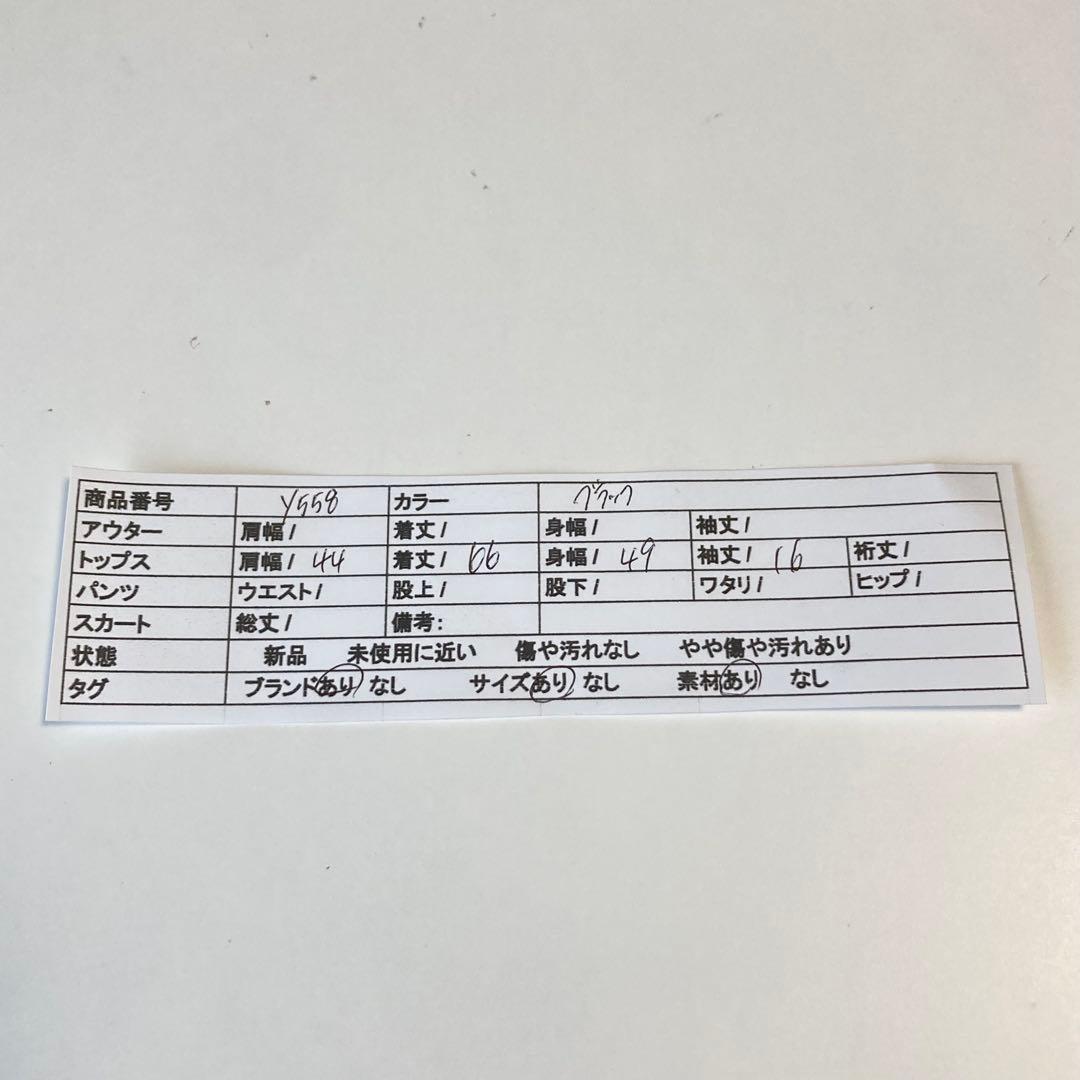 商品番号 Y558 カラー ブラック
アウター 肩幅/ 着丈/ 身幅/ 袖丈/
トップス 肩幅/ 44 着丈/ 66 身幅/ 49 袖丈/ 16 裄丈/
パンツ ウエスト/ 股上/ 股下/ ワタリ/ ヒップ/
スカート 総丈/ 備考:
状態 新品 未使用に近い 傷や汚れなし やや傷や汚れあり
タグ ブランドあり なし サイズあり なし 素材あり なし